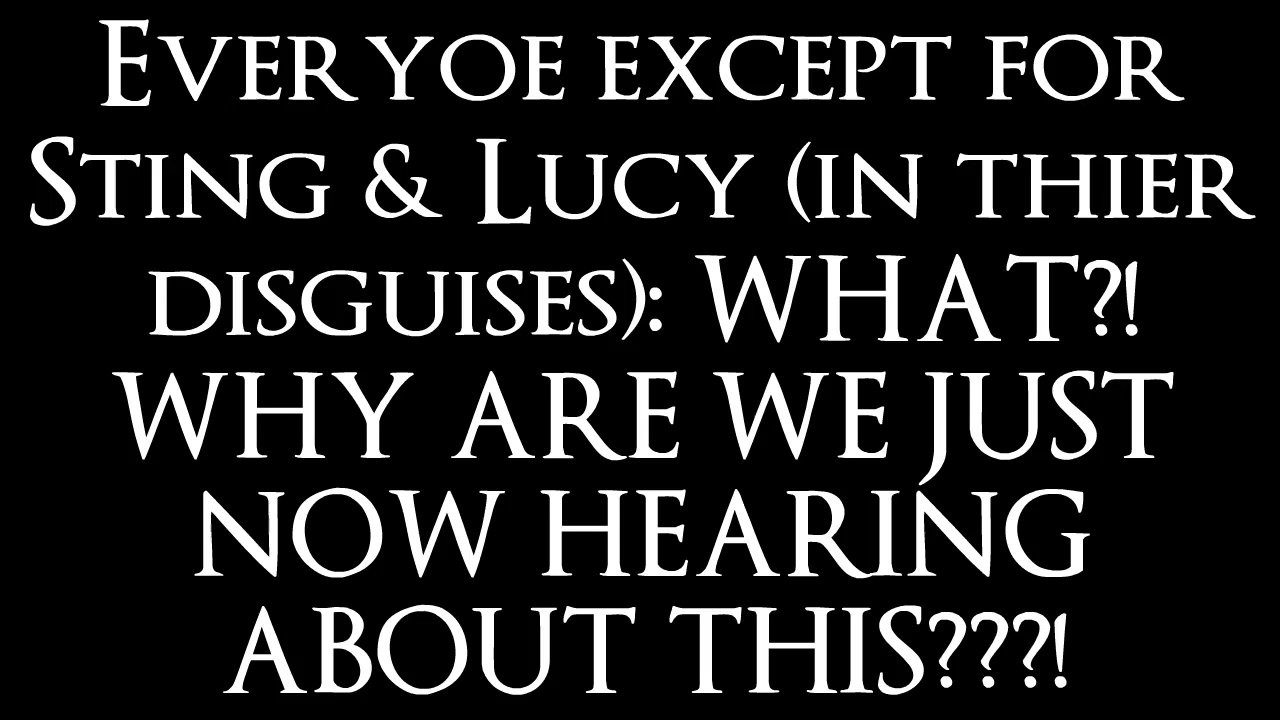 Everyoe except for
Sting & Lucy (in thier
disguises): WHAT?!
WHY ARE WE JUST
NOW HEARING
ABOUT THIS???!